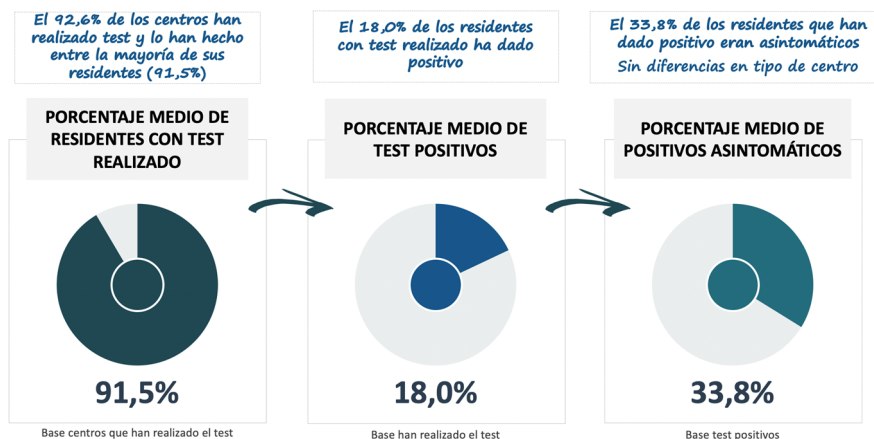 El 92,6% de los centros han
realizado test y lo han hecho
entre la mayoría de sus
residentes (91,5%)
PORCENTAJE MEDIO DE
RESIDENTES CON TEST
REALIZADO
91,5%
Base centros que han realizado el test
El 18,0% de los residentes
con test realizado ha dado
positivo
PORCENTAJE MEDIO DE
TEST POSITIVOS
18,0%
Base han realizado el test
El 33,8% de los residentes que han
dado positivo eran asintomáticos
Sin diferencias en tipo de centro
PORCENTAJE MEDIO DE
POSITIVOS ASINTOMÁTICOS
33,8%
Base test positivos